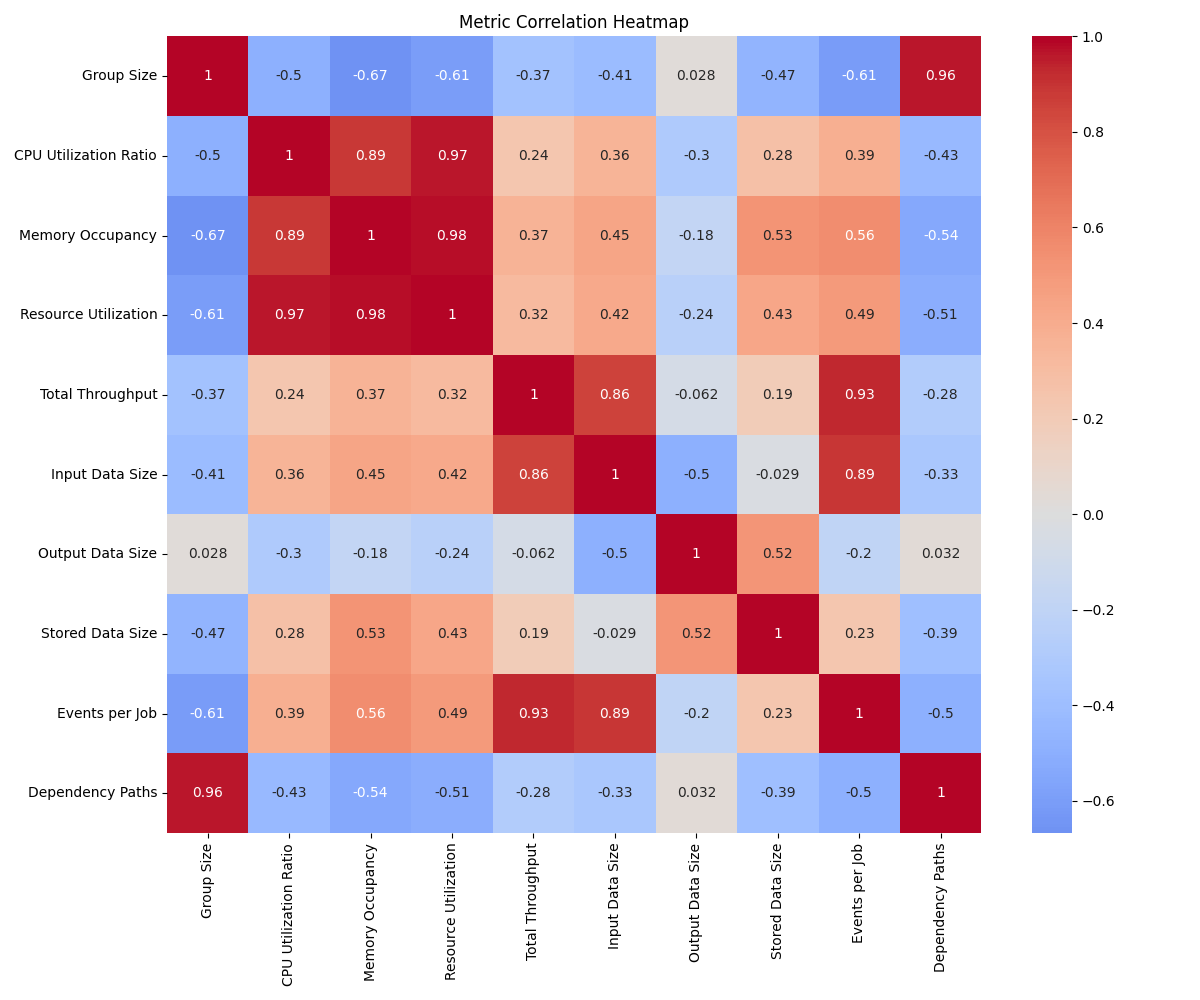 Metric Correlation Heatmap
Group Size 1 -0.5 -0.67 -0.61 -0.37 -0.41 0.028 -0.47 -0.61 0.96
CPU Utilization Ratio -0.5 1 0.89 0.97 0.24 0.36 -0.3 0.28 0.39 -0.43
Memory Occupancy -0.67 0.89 1 0.98 0.37 0.45 -0.18 0.53 0.56 -0.54
Resource Utilization -0.61 0.97 0.98 1 0.32 0.42 -0.24 0.43 0.49 -0.51
Total Throughput -0.37 0.24 0.37 0.32 1 0.86 -0.062 0.19 0.93 -0.28
Input Data Size -0.41 0.36 0.45 0.42 0.86 1 -0.5 -0.029 0.89 -0.33
Output Data Size 0.028 -0.3 -0.18 -0.24 -0.062 -0.5 1 0.52 -0.2 0.032
Stored Data Size -0.47 0.28 0.53 0.43 0.19 -0.029 0.52 1 0.23 -0.39
Events per Job -0.61 0.39 0.56 0.49 0.93 0.89 -0.2 0.23 1 -0.5
Dependency Paths 0.96 -0.43 -0.54 -0.51 -0.28 -0.33 0.032 -0.39 -0.5 1
Group Size
CPU Utilization Ratio
Memory Occupancy
Resource Utilization
Total Throughput
Input Data Size
Output Data Size
Stored Data Size
Events per Job
Dependency Paths
1.0
0.8
0.6
0.4
0.2
0.0
−0.2
−0.4
−0.6